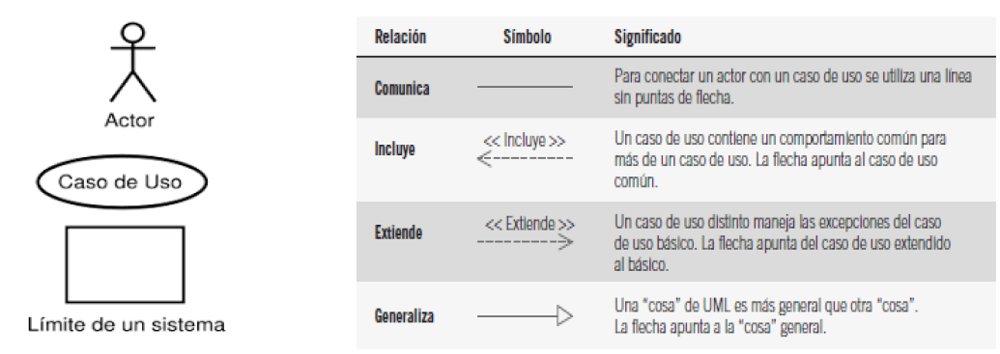 Actor
Caso de Uso
Límite de un sistema
Relación Símbolo Significado
Comunica
Para conectar un actor con un caso de uso se utiliza una línea
sin puntas de flecha.
Incluye
<< Incluye >>
Un caso de uso contiene un comportamiento común para
más de un caso de uso. La flecha apunta al caso de uso
común.
Extiende
<< Extiende >>
Un caso de uso distinto maneja las excepciones del caso
de uso básico. La flecha apunta del caso de uso extendido
al básico.
Generaliza
Una “cosa” de UML es más general que otra “cosa”.
La flecha apunta a la “cosa” general.